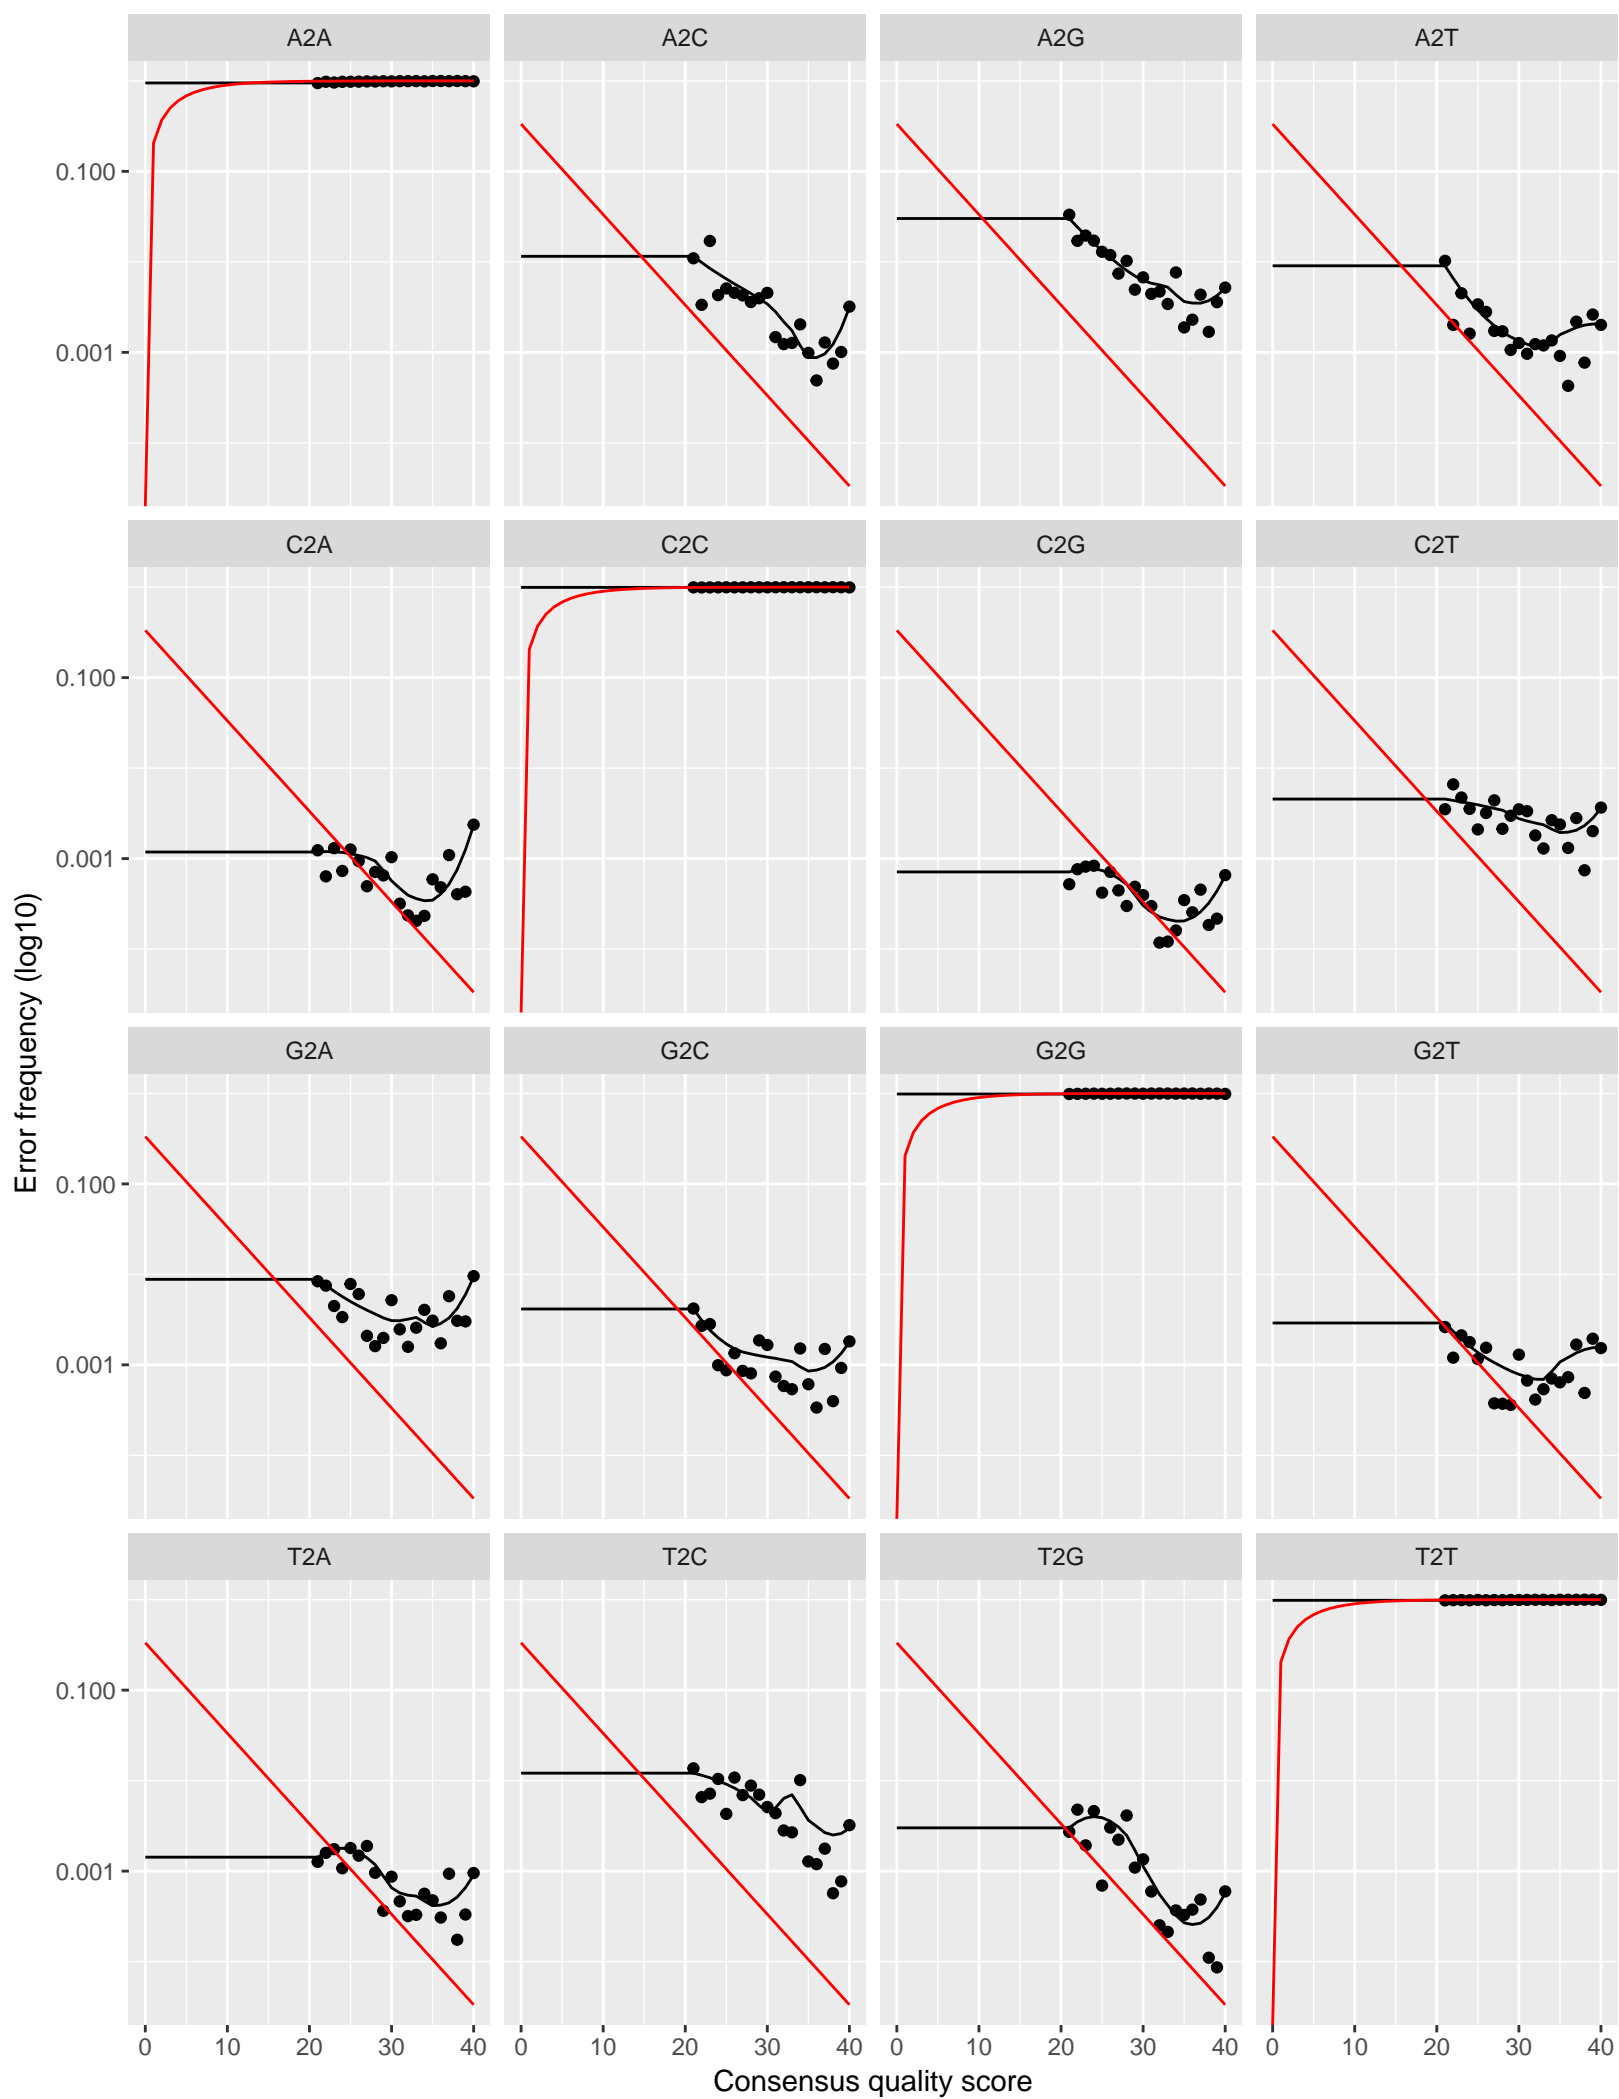 A2A A2C A2G A2T
0.100
0.001
C2A C2C C2G C2T
0.100
0.001
G2A G2C G2G G2T
0.100
0.001
T2A T2C T2G T2T
0.100
0.001
0 10 20 30 40 0 10 20 30 40 0 10 20 30 40 0 10 20 30 40
Consensus quality score
Error frequency (log10)